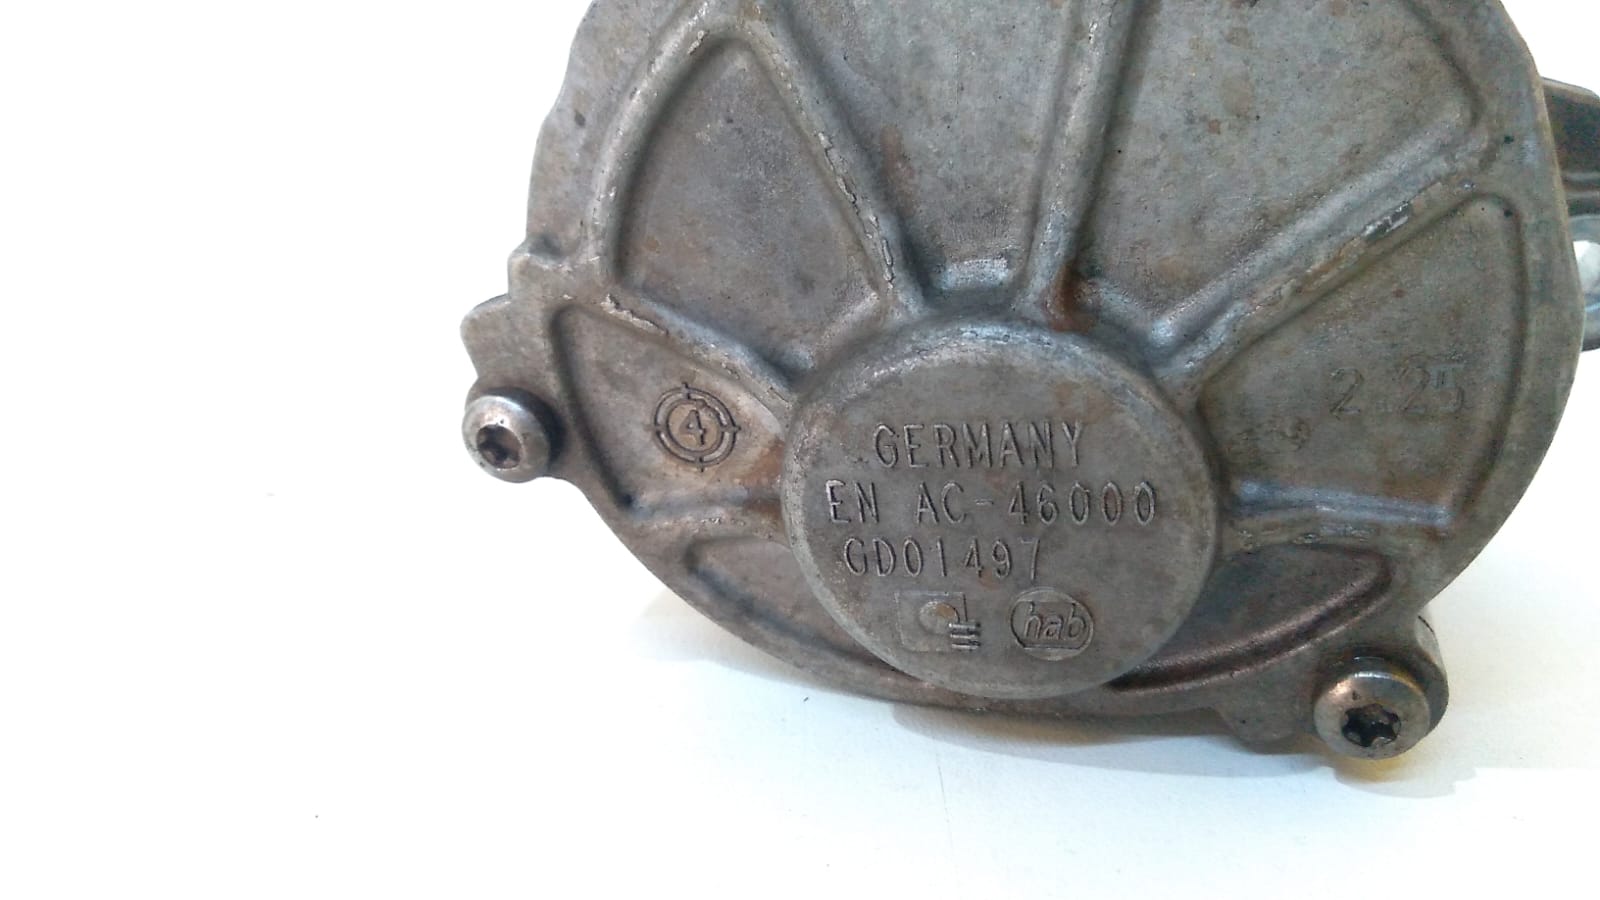 4
2.25
GERMANY
EN AC-46000
GD01497
hab